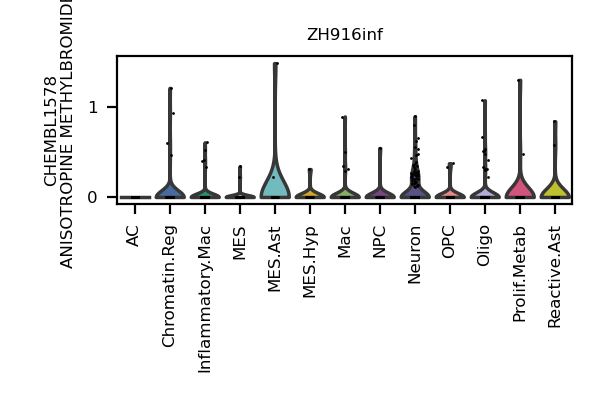 ZH916inf
CHEMBL1578
ANISOTROPINE METHYLBROMIDE
1
0
AC
Chromatin.Reg
Inflammatory.Mac
MES
MES.Ast
MES.Hyp
Mac
NPC
Neuron
OPC
Oligo
Prolif.Metab
Reactive.Ast